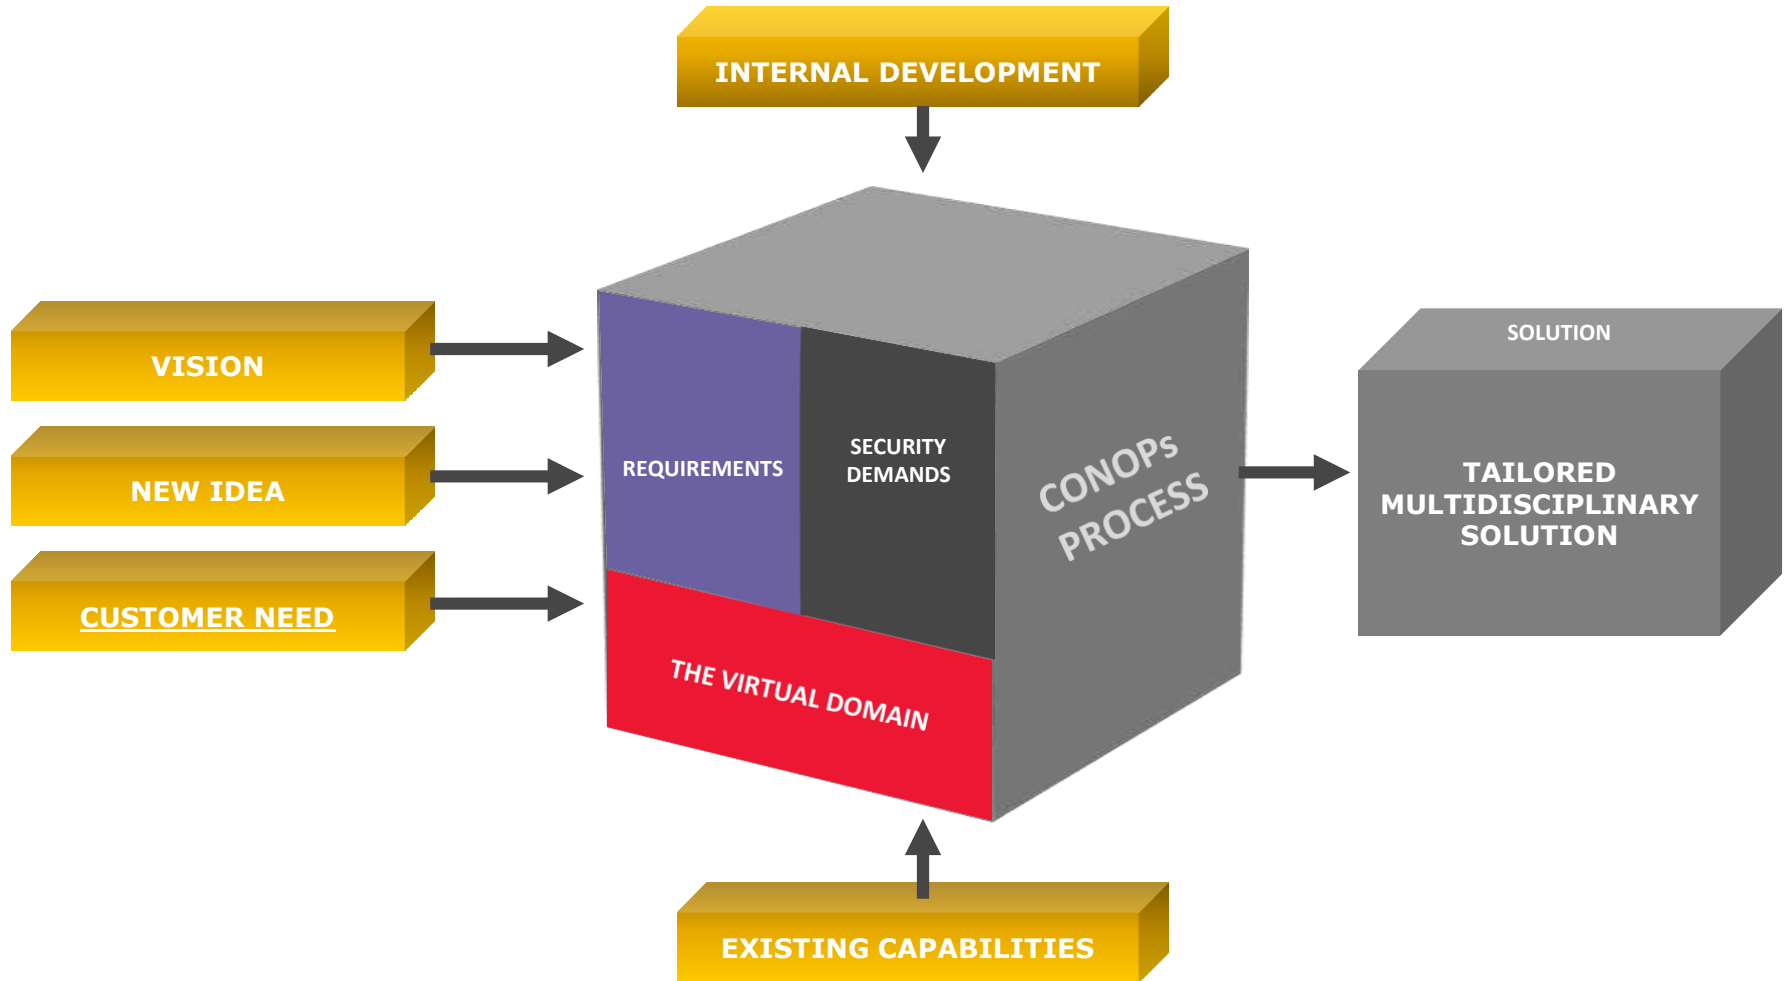 INTERNAL DEVELOPMENT
VISION
NEW IDEA
CUSTOMER NEED
REQUIREMENTS
SECURITY
DEMANDS
THE VIRTUAL DOMAIN
CONOPs
PROCESS
SOLUTION
TAILORED
MULTIDISCIPLINARY
SOLUTION
EXISTING CAPABILITIES